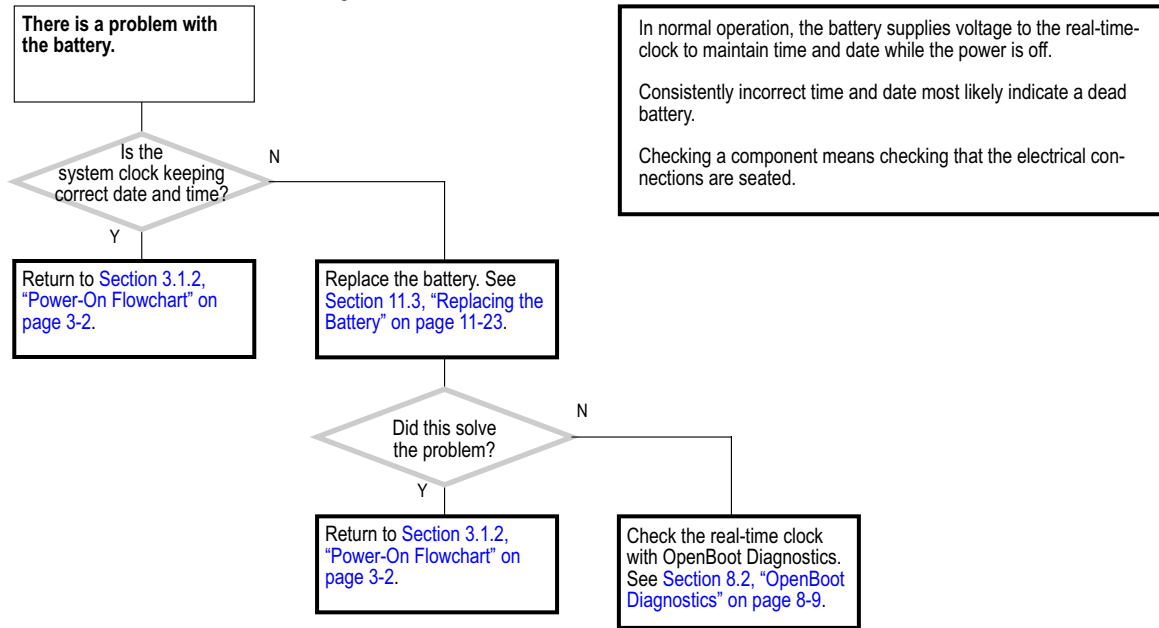 There is a problem with
the battery.
In normal operation, the battery supplies voltage to the real-time-
clock to maintain time and date while the power is off.
Consistently incorrect time and date most likely indicate a dead
battery.
Checking a component means checking that the electrical con-
nections are seated.
Is the
system clock keeping
correct date and time?
N
Y
Return to Section 3.1.2,
“Power-On Flowchart” on
page 3-2.
Replace the battery. See
Section 11.3, “Replacing the
Battery” on page 11-23.
Did this solve
the problem?
N
Y
Return to Section 3.1.2,
“Power-On Flowchart” on
page 3-2.
Check the real-time clock
with OpenBoot Diagnostics.
See Section 8.2, “OpenBoot
Diagnostics” on page 8-9.